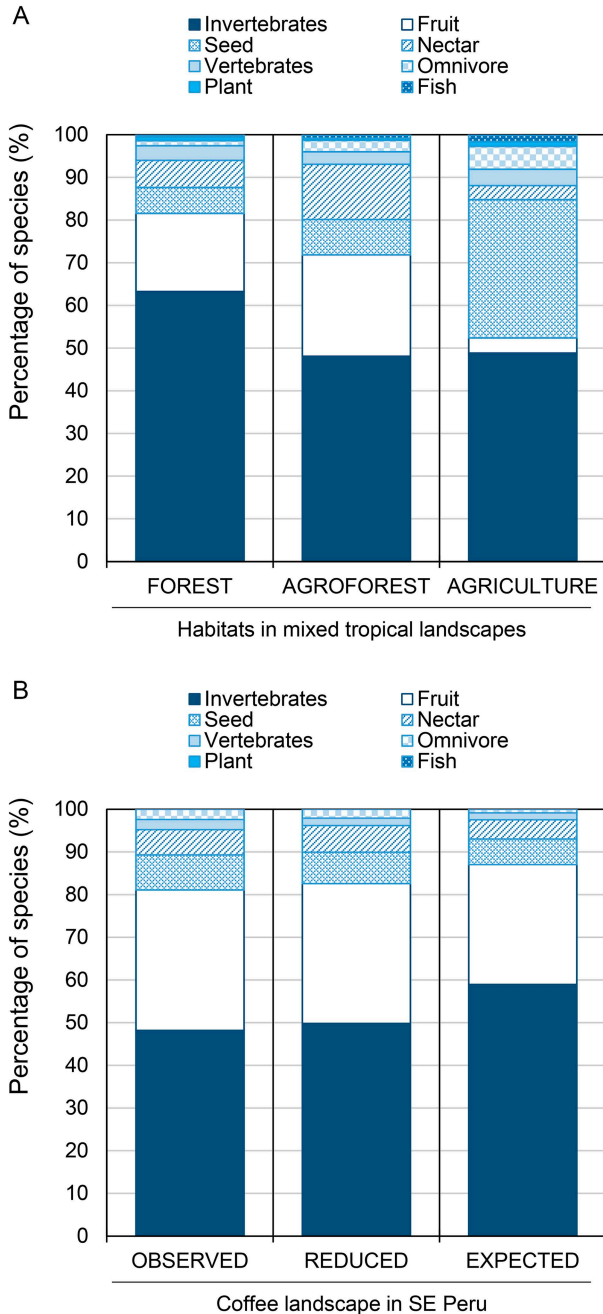 A
Invertebrates Fruit
Seed Nectar
Vertebrates Omnivore
Plant Fish
Percentage of species (%)
100
90
80
70
60
50
40
30
20
10
0
FOREST AGROFOREST AGRICULTURE
Habitats in mixed tropical landscapes
B
Invertebrates Fruit
Seed Nectar
Vertebrates Omnivore
Plant Fish
Percentage of species (%)
100
90
80
70
60
50
40
30
20
10
0
OBSERVED REDUCED EXPECTED
Coffee landscape in SE Peru